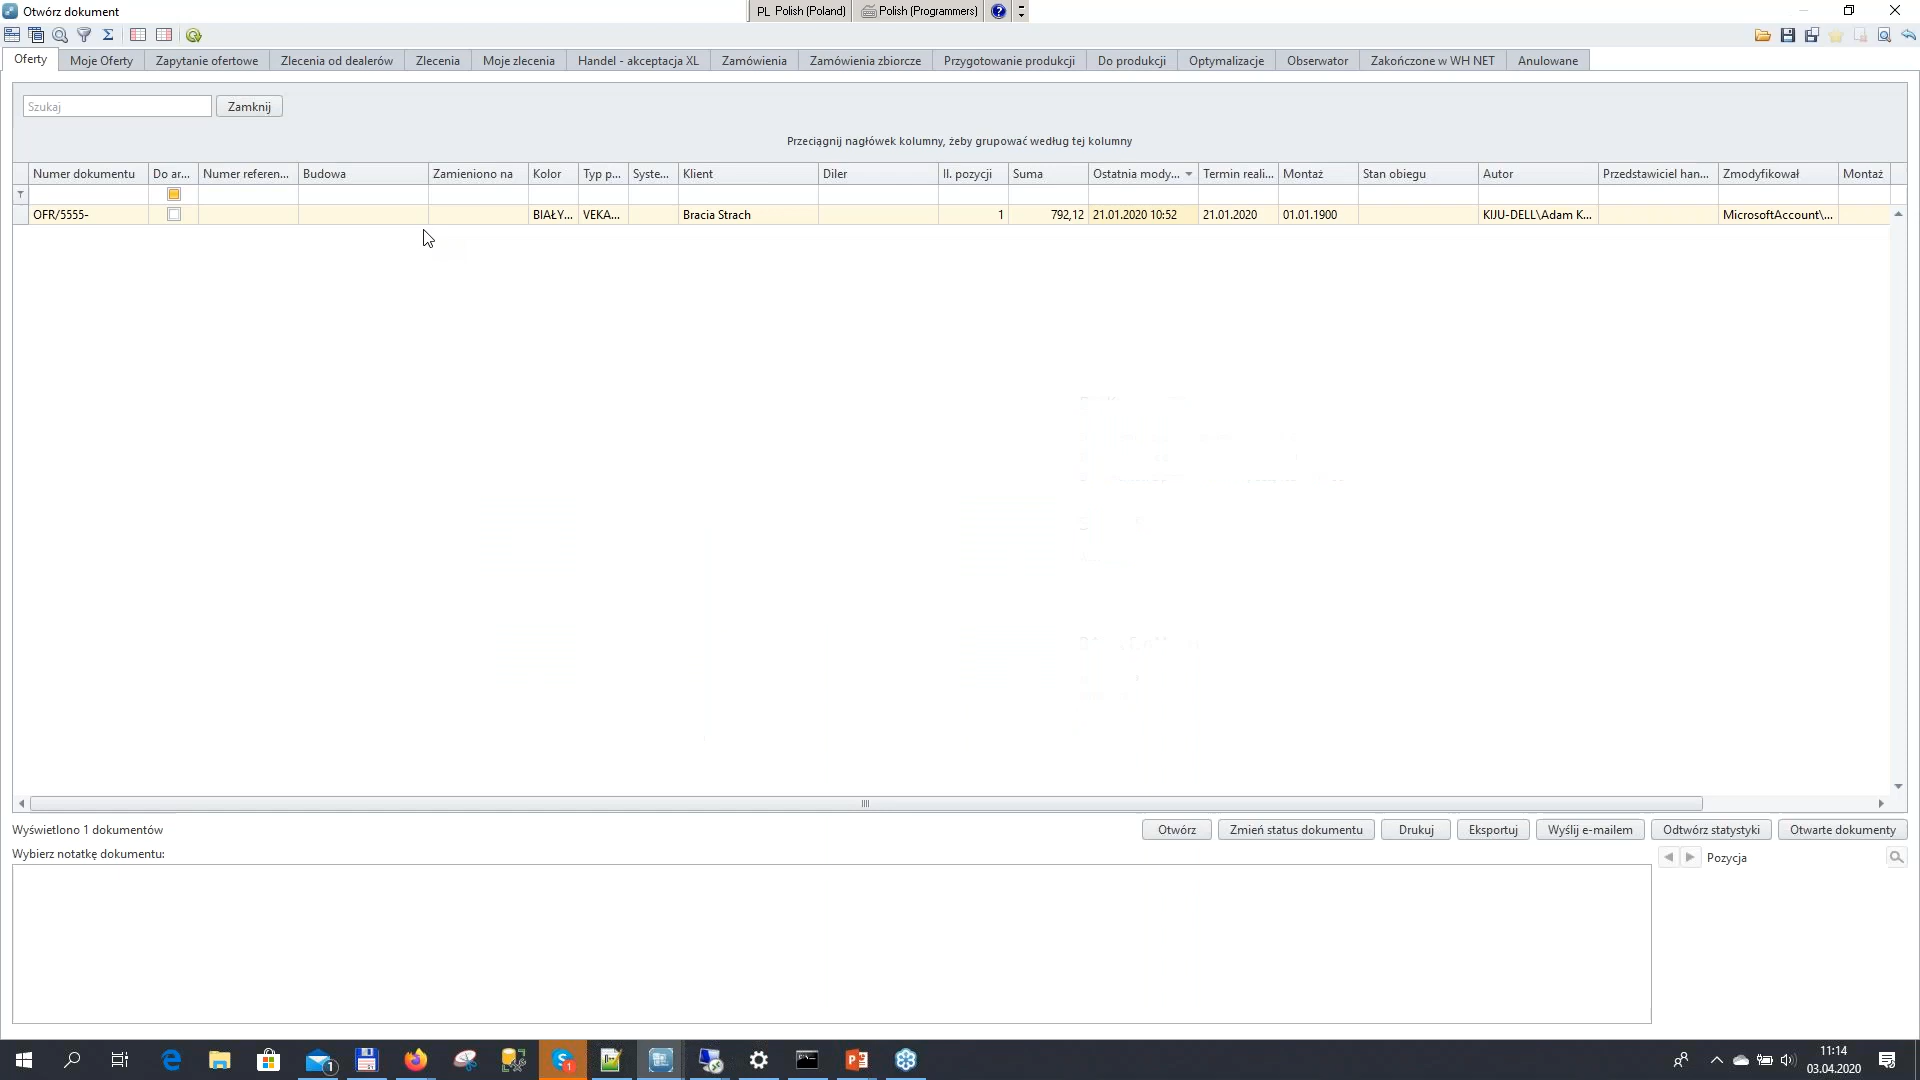 Otwórz dokument
PL Polish (Poland) Polish (Programmers)
Oferty Moje Oferty Zapytanie ofertowe Zlecenia od dealerów Zlecenia Moje zlecenia Handel - akceptacja XL Zamówienia Zamówienia zbiorcze Przygotowanie produkcji Do produkcji Optymalizacje Obserwator Zakończone w WH NET Anulowane
Szukaj Zamknij
Przeciągnij nagłówek kolumny, żeby grupować według tej kolumny
Numer dokumentu Do ar... Numer referen... Budowa Zamieniono na Kolor Typ p... Syste... Klient Diler Il. pozycji Suma Ostatnia mody... Termin reali... Montaż Stan obiegu Autor Przedstawiciel han... Zmodyfikował Montaż
OFR/5555- BIAŁY... VEKA... Bracia Strach 1 792,12 21.01.2020 10:52 21.01.2020 01.01.1900 KIJU-DELL\Adam K... MicrosoftAccount\...
Wyświetlono 1 dokumentów Otwórz Zmień status dokumentu Drukuj Eksportuj Wyślij e-mailem Odtwórz statystyki Otwarte dokumenty
Wybierz notatkę dokumentu: Pozycja
11:14
03.04.2020